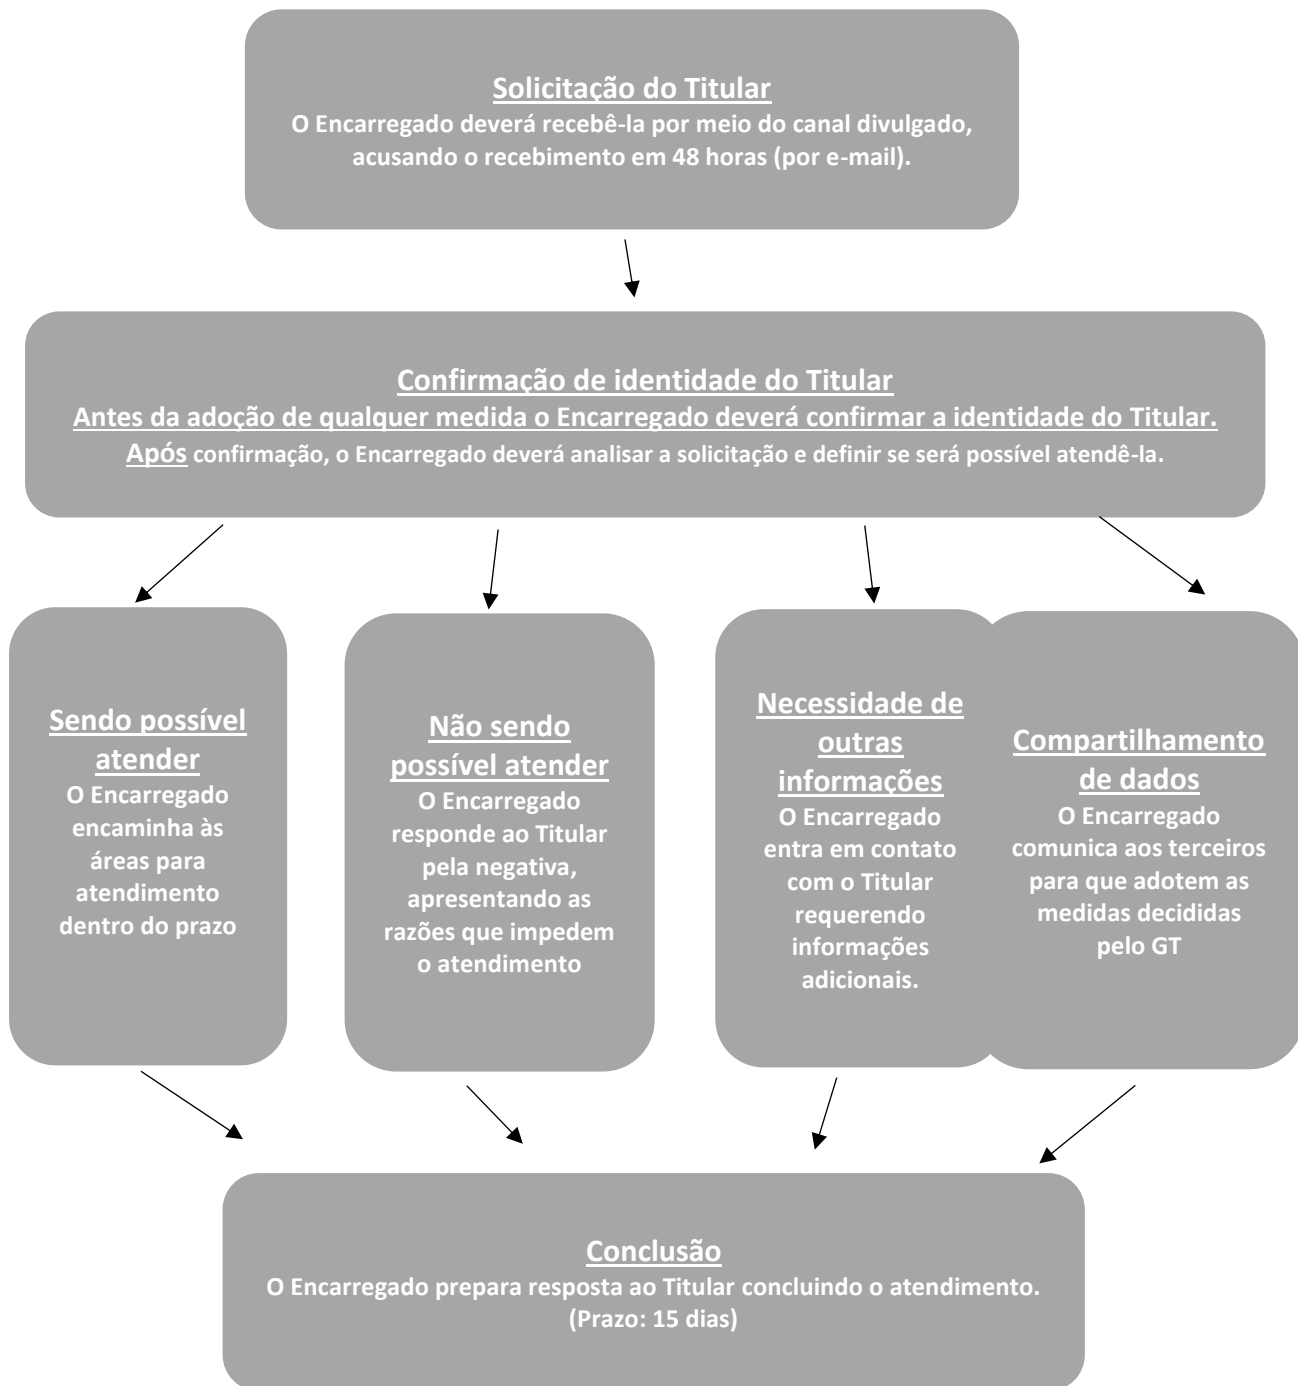 Solicitação do Titular
O Encarregado deverá recebê-la por meio do canal divulgado,
acusando o recebimento em 48 horas (por e-mail).
Confirmação de identidade do Titular
Antes da adoção de qualquer medida o Encarregado deverá confirmar a identidade do Titular.
Após confirmação, o Encarregado deverá analisar a solicitação e definir se será possível atendê-la.
Sendo possível
atender
O Encarregado
encaminha às
áreas para
atendimento
dentro do prazo
Não sendo
possível atender
O Encarregado
responde ao Titular
pela negativa,
apresentando as
razões que impedem
o atendimento
Necessidade de
outras
informações
O Encarregado
entra em contato
com o Titular
requerendo
informações
adicionais.
Compartilhamento
de dados
O Encarregado
comunica aos terceiros
para que adotem as
medidas decididas
pelo GT
Conclusão
O Encarregado prepara resposta ao Titular concluindo o atendimento.
(Prazo: 15 dias)